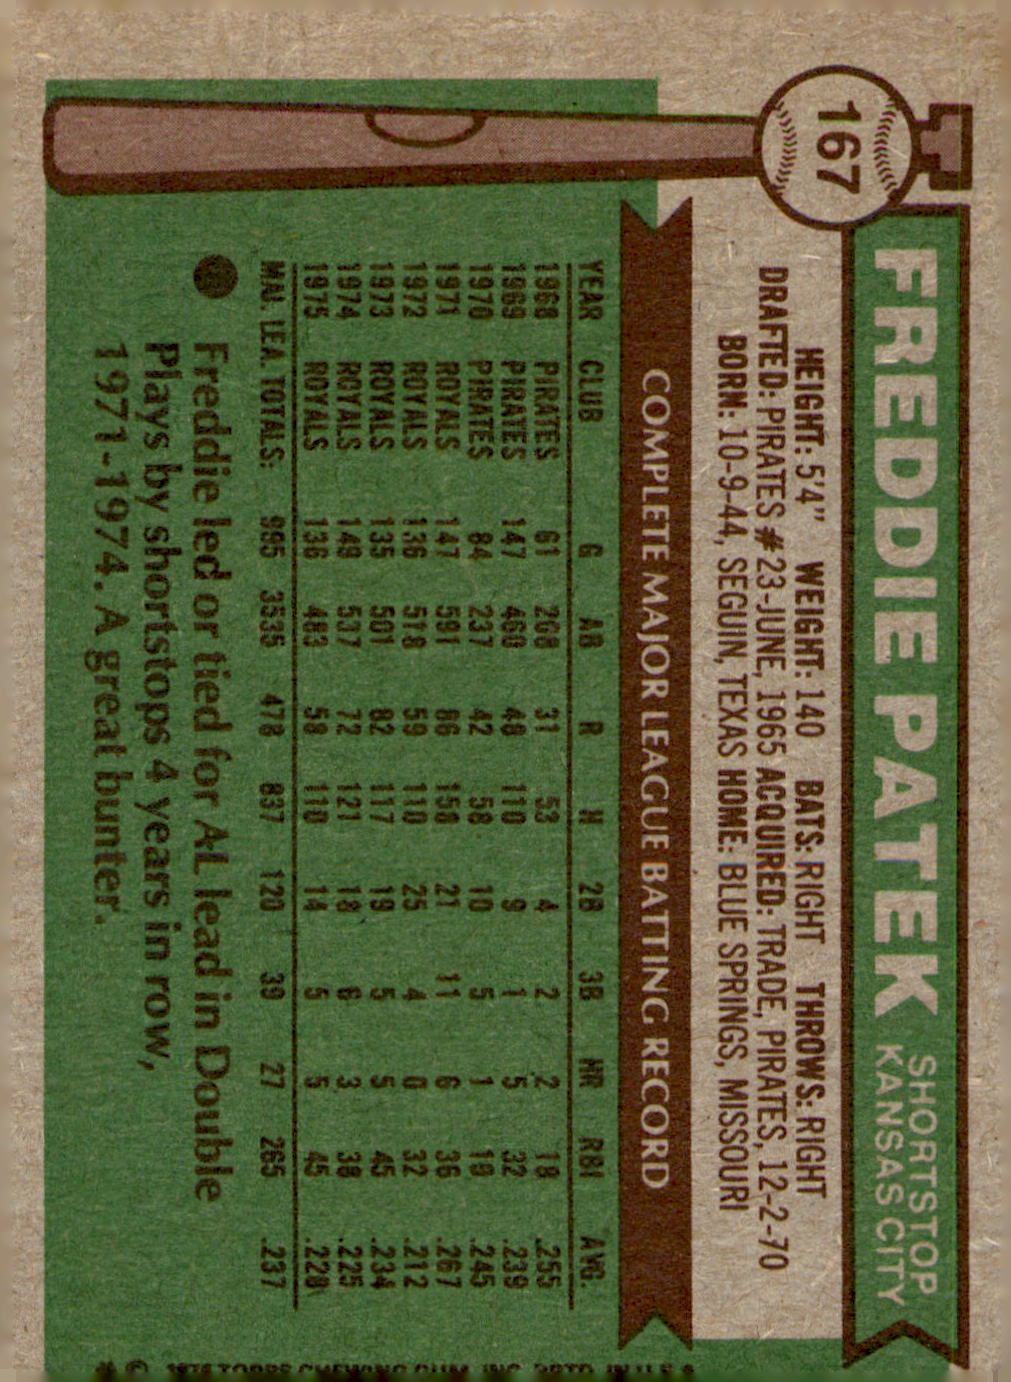 167
FREDDIE PATEK
SHORTSTOP
KANSAS CITY
HEIGHT: 5'4" WEIGHT: 140 BATS: RIGHT THROWS: RIGHT
DRAFTED: PIRATES #23-JUNE, 1965 ACQUIRED: TRADE, PIRATES, 12-2-70
BORN: 10-9-44, SEGUIN, TEXAS HOME: BLUE SPRINGS, MISSOURI
COMPLETE MAJOR LEAGUE BATTING RECORD
YEAR CLUB G AB R H 2B 3B HR RBI AVG.
1968 PIRATES 61 208 31 53 4 2 2 18 .255
1969 PIRATES 147 460 48 110 9 1 5 32 .239
1970 PIRATES 84 237 42 58 10 5 1 19 .245
1971 ROYALS 147 591 86 158 21 11 6 36 .267
1972 ROYALS 136 518 59 110 25 4 0 32 .212
1973 ROYALS 135 501 82 117 19 5 5 45 .234
1974 ROYALS 149 537 72 121 18 6 3 38 .225
1975 ROYALS 136 483 58 110 14 5 5 45 .228
MAJ. LEA. TOTALS: 995 3535 478 837 120 39 27 265 .237
● Freddie led or tied for AL lead in Double
Plays by shortstops 4 years in row,
1971-1974. A great bunter.
* © 1976 TOPPS CHEWING GUM, INC. PRTD. IN U.S.A.